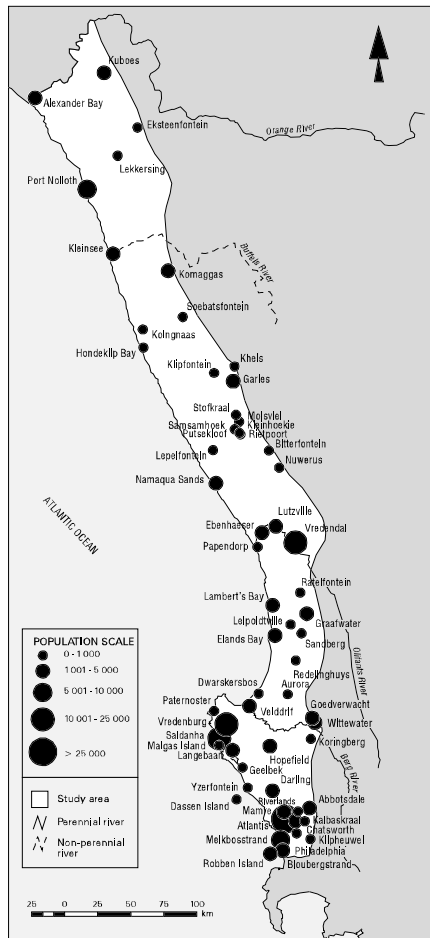 Kuboes
Alexander Bay
Eksteenfontein
Orange River
Lekkersing
Port Nolloth
Kleinsee
Buffels River
Komaggas
Soebatsfontein
Koingnaas
Hondeklip Bay
Khels
Klipfontein
Garies
Stofkraal
Molsvlei
Samsamhoek
Kleinhoekie
Putsekloof
Rietpoort
Bitterfontein
Lepelfontein
Nuwerus
Namaqua Sands
ATLANTIC OCEAN
Lutzville
Ebenhaeser
Vredendal
Papendorp
Ratelfontein
Lambert's Bay
Leipoldtville
Graafwater
Elands Bay
Sandberg
Olifants River
Redelinghuys
Dwarskersbos
Aurora
Paternoster
Velddrif
Goedverwacht
Vredenburg
Wittewater
Saldanha
Koringberg
Malgas Island
Hopefield
Langebaan
Berg River
Geelbek
Darling
Yzerfontein
Abbotsdale
Dassen Island
Riverlands
Mamre
Kalbaskraal
Atlantis
Chatsworth
Melkbosstrand
Klipheuwel
Philadelphia
Robben Island
Bloubergstrand
POPULATION SCALE
0 - 1 000
1 001 - 5 000
5 001 - 10 000
10 001 - 25 000
> 25 000
Study area
Perennial river
Non-perennial
river
25 0 25 50 75 100
km